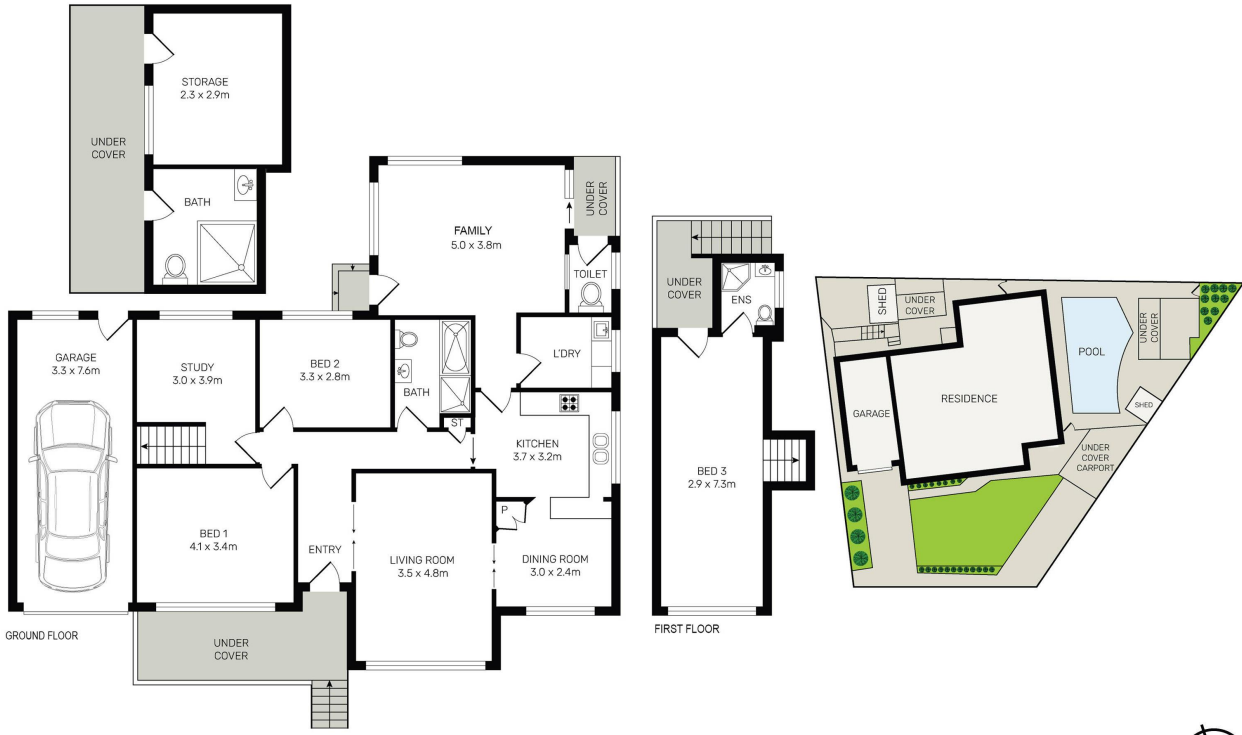 STORAGE
2.3 x 2.9m
UNDER
COVER
BATH
FAMILY
5.0 x 3.8m
UNDER
COVER
TOILET
L'DRY
GARAGE
3.3 x 7.6m
STUDY
3.0 x 3.9m
BED 2
3.3 x 2.8m
BATH
ST
KITCHEN
3.7 x 3.2m
P
BED 1
4.1 x 3.4m
ENTRY
LIVING ROOM
3.5 x 4.8m
DINING ROOM
3.0 x 2.4m
UNDER
COVER
GROUND FLOOR
UNDER
COVER
ENS
BED 3
2.9 x 7.3m
FIRST FLOOR
SHED
UNDER
COVER
POOL
UNDER
COVER
RESIDENCE
GARAGE
SHED
UNDER
COVER
CARPORT